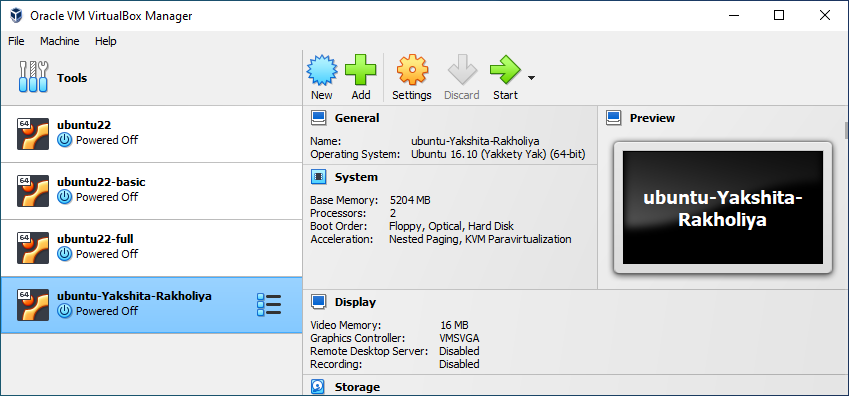 Oracle VM VirtualBox Manager
File Machine Help
Tools
New Add Settings Discard Start
64 ubuntu22
Powered Off
64 ubuntu22-basic
Powered Off
64 ubuntu22-full
Powered Off
64 ubuntu-Yakshita-Rakholiya
Powered Off
General
Name: ubuntu-Yakshita-Rakholiya
Operating System: Ubuntu 16.10 (Yakkety Yak) (64-bit)
System
Base Memory: 5204 MB
Processors: 2
Boot Order: Floppy, Optical, Hard Disk
Acceleration: Nested Paging, KVM Paravirtualization
Preview
ubuntu-Yakshita-
Rakholiya
Display
Video Memory: 16 MB
Graphics Controller: VMSVGA
Remote Desktop Server: Disabled
Recording: Disabled
Storage